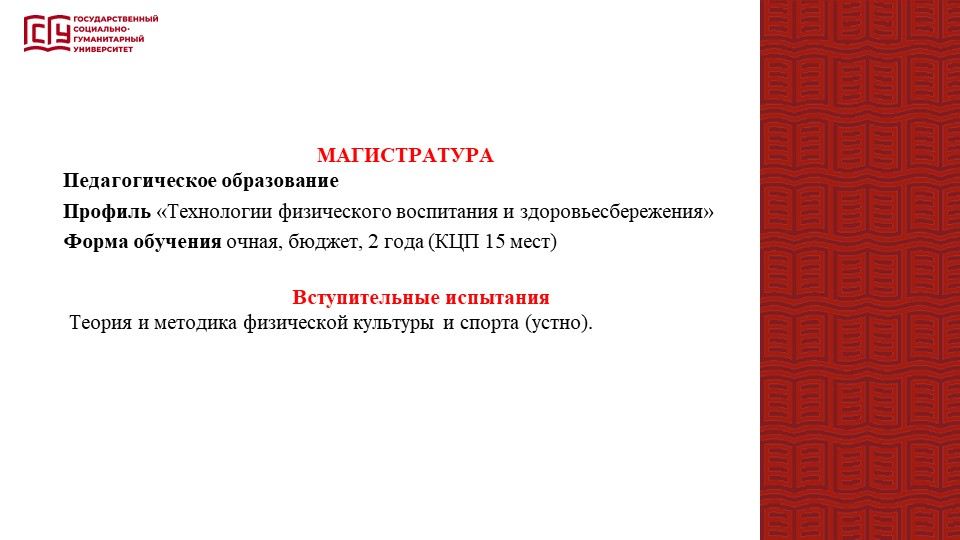 ГСГУ
ГОСУДАРСТВЕННЫЙ
СОЦИАЛЬНО-
ГУМАНИТАРНЫЙ
УНИВЕРСИТЕТ
МАГИСТРАТУРА
Педагогическое образование
Профиль «Технологии физического воспитания и здоровьесбережения»
Форма обучения очная, бюджет, 2 года (КЦП 15 мест)
Вступительные испытания
Теория и методика физической культуры и спорта (устно).